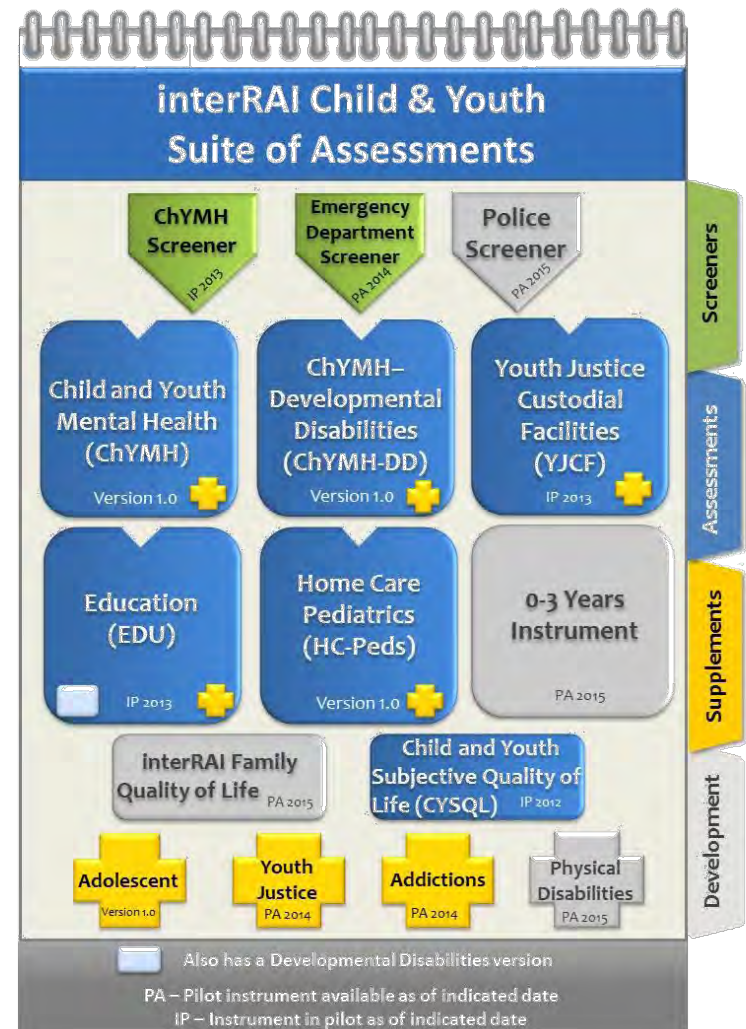 interRAI Child & Youth
Suite of Assessments
ChYMH
Screener
IP 2013
Emergency
Department
Screener
PA 2014
Police
Screener
PA 2015
Screeners
Child and Youth
Mental Health
(ChYMH)
Version 1.0
ChYMH–
Developmental
Disabilities
(ChYMH-DD)
Version 1.0
Youth Justice
Custodial
Facilities
(YJCF)
IP 2013
Assessments
Education
(EDU)
IP 2013
Home Care
Pediatrics
(HC-Peds)
Version 1.0
0-3 Years
Instrument
PA 2015
Supplements
interRAI Family
Quality of Life PA 2015
Child and Youth
Subjective Quality of
Life (CYSQL) IP 2012
Development
Adolescent
Version 1.0
Youth
Justice
PA 2014
Addictions
PA 2014
Physical
Disabilities
PA 2015
Also has a Developmental Disabilities version
PA – Pilot instrument available as of indicated date
IP – Instrument in pilot as of indicated date